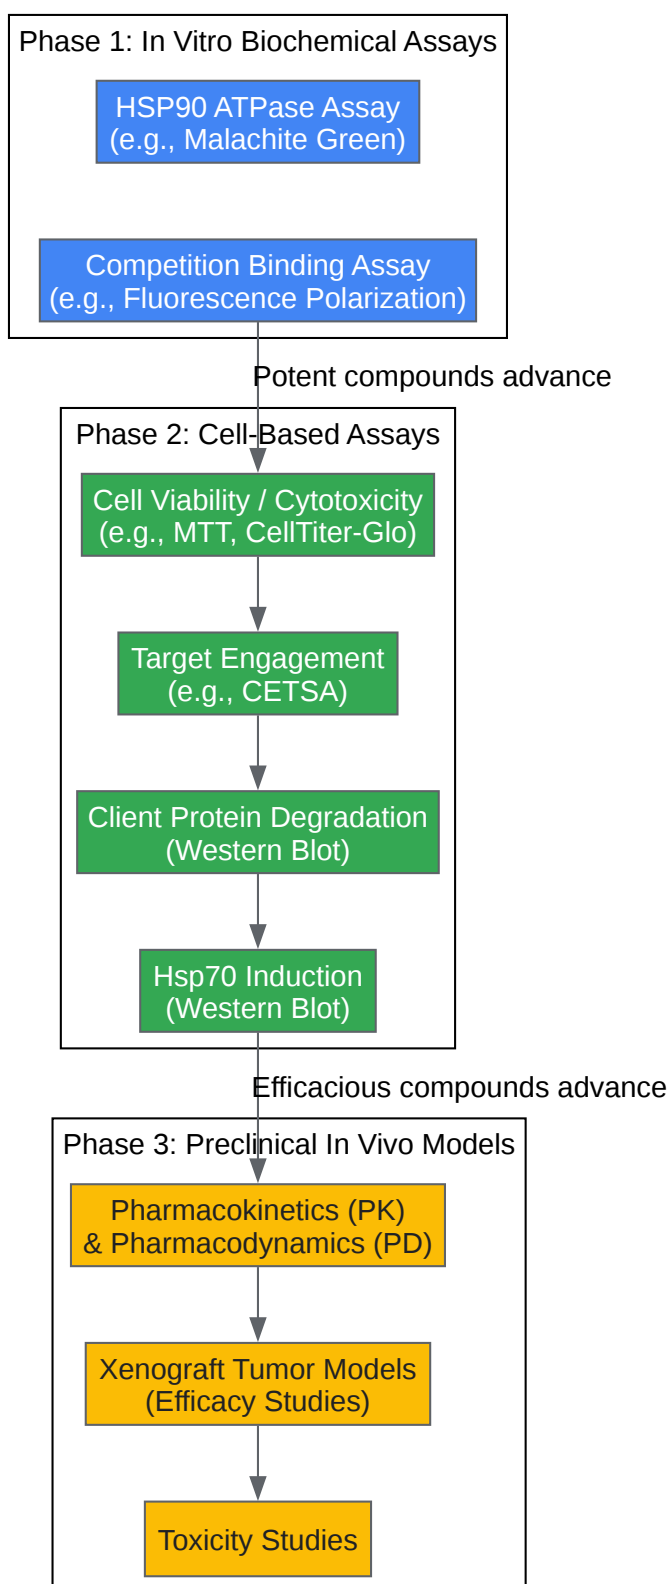 Phase 1: In Vitro Biochemical Assays
HSP90 ATPase Assay
(e.g., Malachite Green)
Competition Binding Assay
(e.g., Fluorescence Polarization)
Potent compounds advance
Phase 2: Cell-Based Assays
Cell Viability / Cytotoxicity
(e.g., MTT, CellTiter-Glo)
Target Engagement
(e.g., CETSA)
Client Protein Degradation
(Western Blot)
Hsp70 Induction
(Western Blot)
Efficacious compounds advance
Phase 3: Preclinical In Vivo Models
Pharmacokinetics (PK)
& Pharmacodynamics (PD)
Xenograft Tumor Models
(Efficacy Studies)
Toxicity Studies